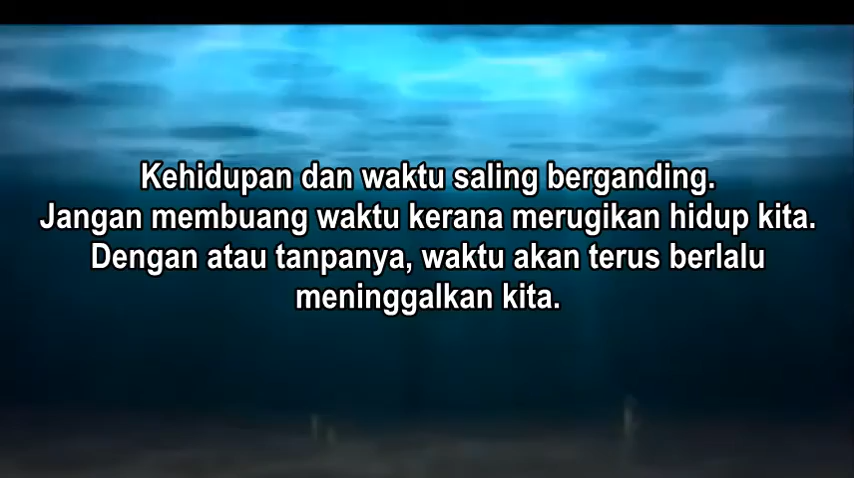 Kehidupan dan waktu saling berganding.
Jangan membuang waktu kerana merugikan hidup kita.
Dengan atau tanpanya, waktu akan terus berlalu
meninggalkan kita.